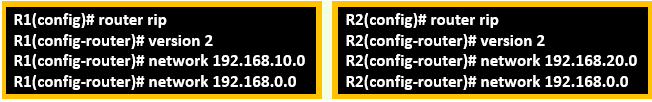 R1(config)# router rip
R1(config-router)# version 2
R1(config-router)# network 192.168.10.0
R1(config-router)# network 192.168.0.0
R2(config)# router rip
R2(config-router)# version 2
R2(config-router)# network 192.168.20.0
R2(config-router)# network 192.168.0.0